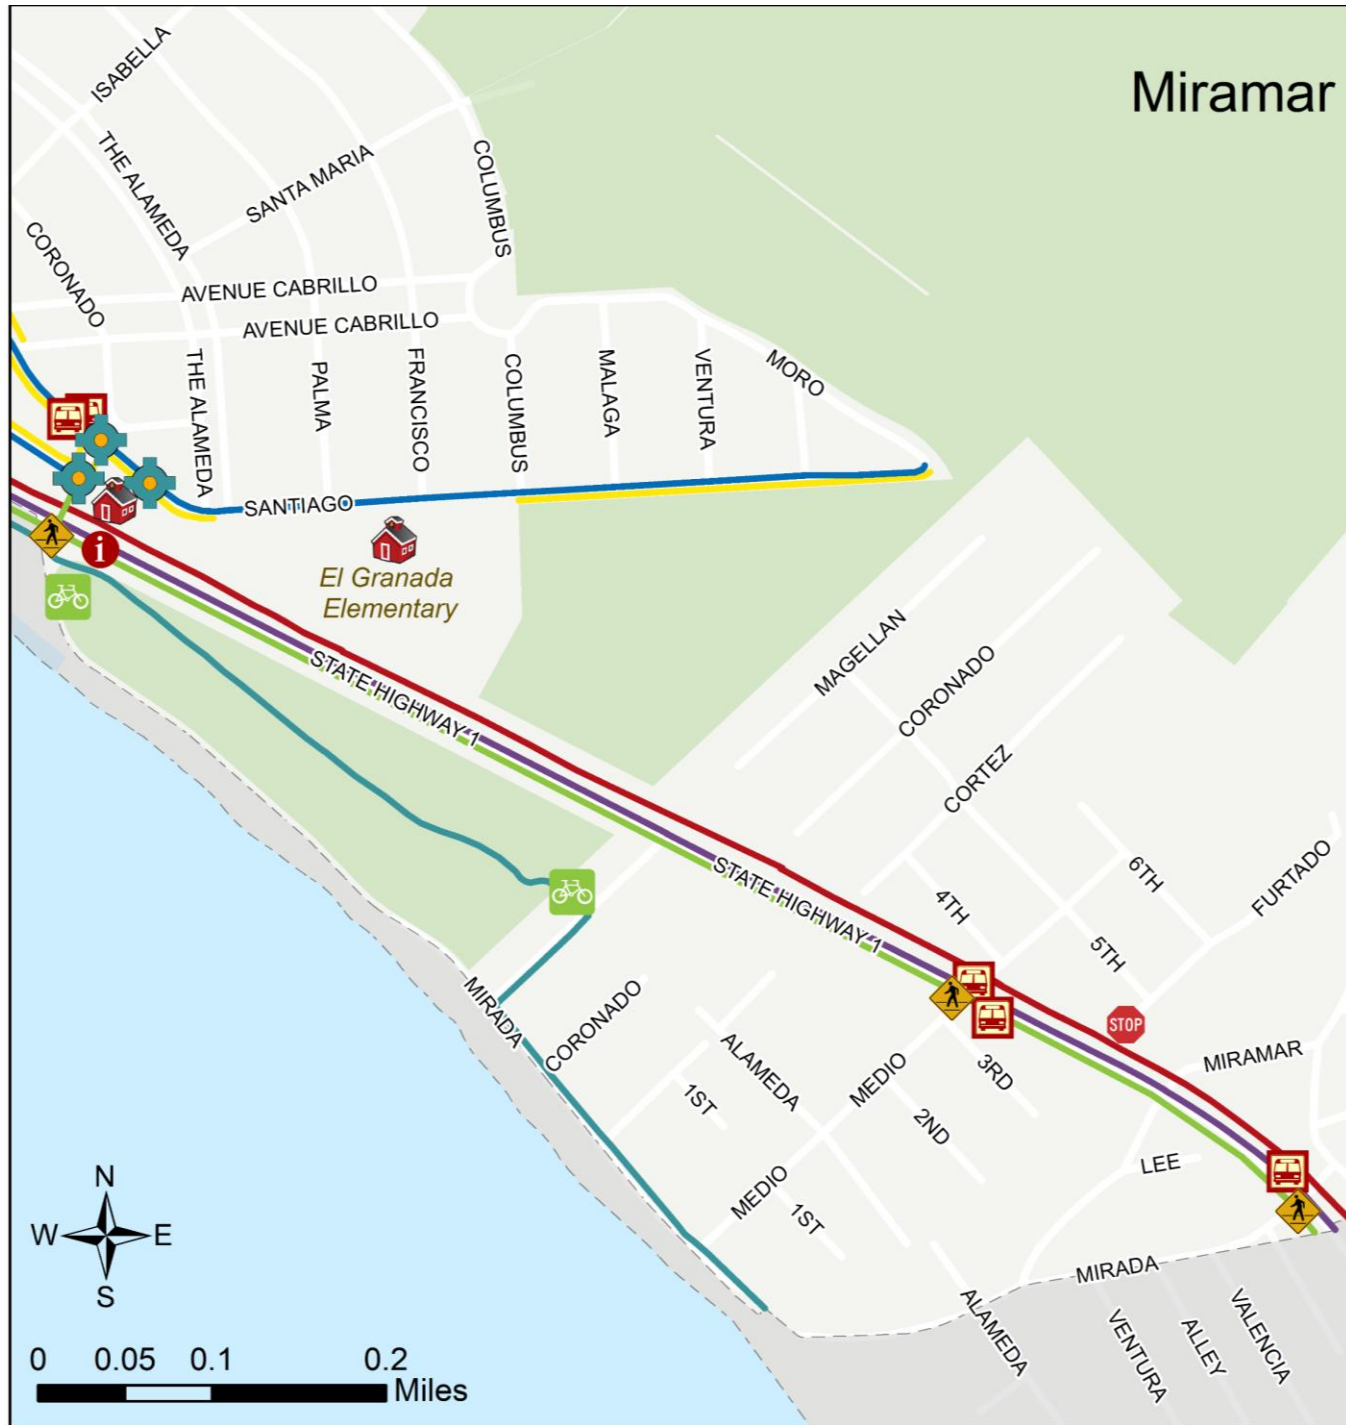 Miramar
ISABELLA
THE ALAMEDA
SANTA MARIA
COLUMBUS
CORONADO
AVENUE CABRILLO
AVENUE CABRILLO
THE ALAMEDA
PALMA
FRANCISCO
COLUMBUS
MALAGA
VENTURA
MORO
SANTIAGO
i
El Granada
Elementary
STATE HIGHWAY 1
MAGELLAN
CORONADO
CORTEZ
STATE HIGHWAY 1
4TH
6TH
5TH
FURTADO
MIRADA
CORONADO
ALAMEDA
1ST
MEDIO
3RD
2ND
STOP
MIRAMAR
LEE
MEDIO
1ST
MIRADA
ALAMEDA
VENTURA
ALLEY
VALENCIA
N
W E
S
0 0.05 0.1 0.2
Miles